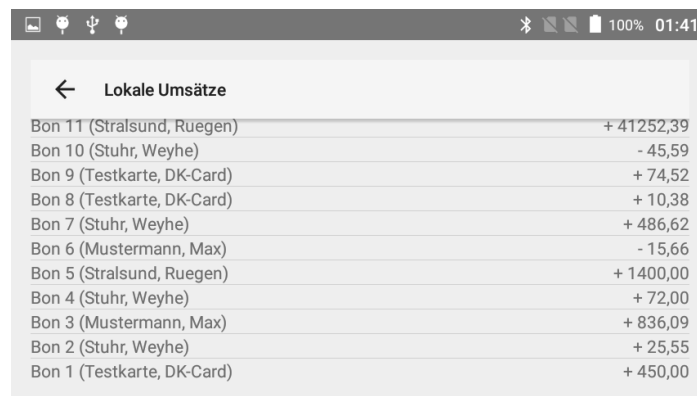 100% 01:41
Lokale Umsätze
Bon 11 (Stralsund, Ruegen) + 41252,39
Bon 10 (Stuhr, Weyhe) - 45,59
Bon 9 (Testkarte, DK-Card) + 74,52
Bon 8 (Testkarte, DK-Card) + 10,38
Bon 7 (Stuhr, Weyhe) + 486,62
Bon 6 (Mustermann, Max) - 15,66
Bon 5 (Stralsund, Ruegen) + 1400,00
Bon 4 (Stuhr, Weyhe) + 72,00
Bon 3 (Mustermann, Max) + 836,09
Bon 2 (Stuhr, Weyhe) + 25,55
Bon 1 (Testkarte, DK-Card) + 450,00